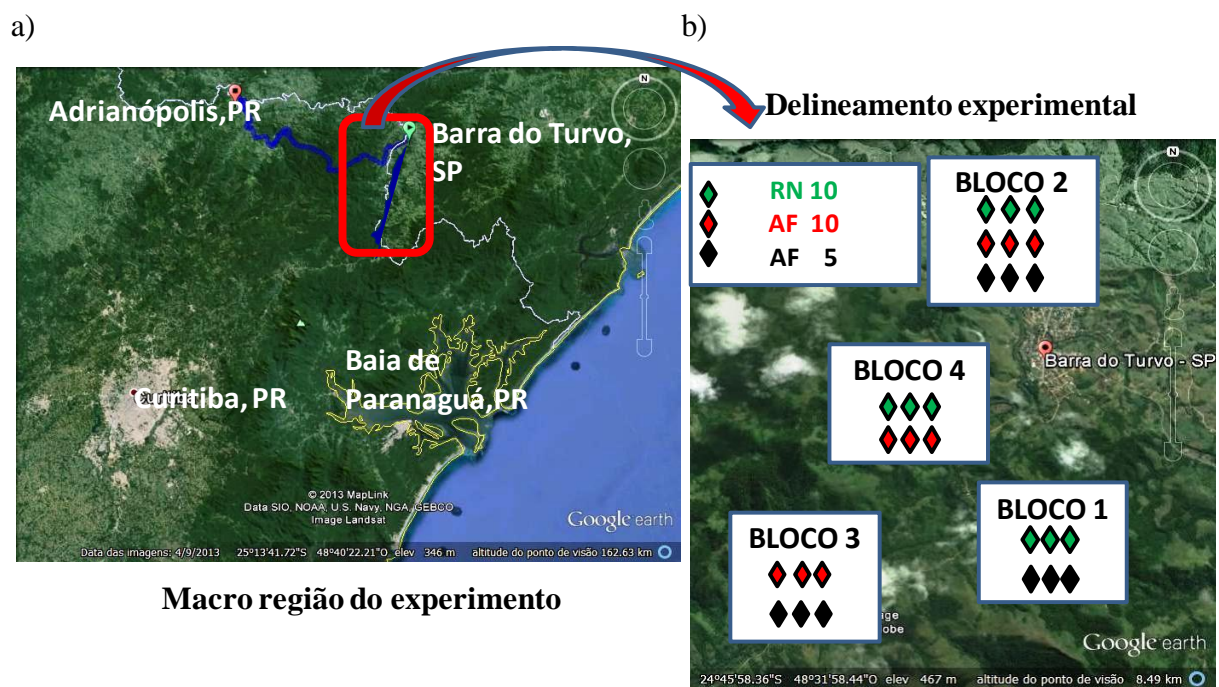 a)
Adrianópolis,PR
Barra do Turvo,
SP
N
Curitiba, PR
Baia de
Paranaguá,PR
© 2013 MapLink
Data SIO, NOAA, U.S. Navy, NGA, GEBCO
Image Landsat
Google earth
Data das imagens: 4/9/2013 25º13'41.72"S 48º40'22.21"O elev 346 m altitude do ponto de visão 162.63 km
Macro região do experimento
b)
Delineamento experimental
N
RN 10
AF 10
AF 5
BLOCO 2
Barra do Turvo - SP
BLOCO 4
BLOCO 1
BLOCO 3
Google earth
24º45'58.36"S 48º31'58.44"O elev 467 m altitude do ponto de visão 8.49 km